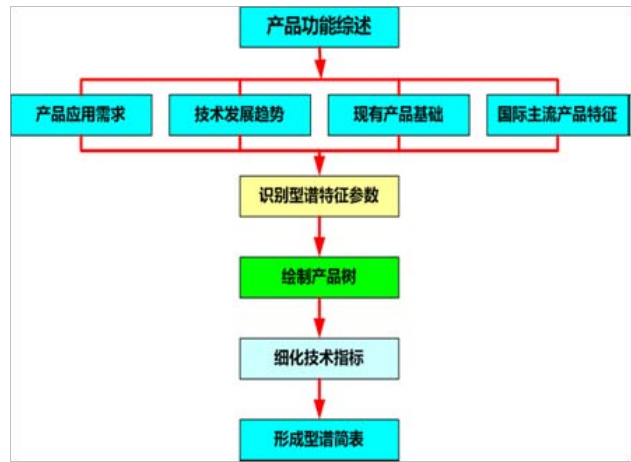 产品功能综述
产品应用需求
技术发展趋势
现有产品基础
国际主流产品特征
识别型谱特征参数
绘制产品树
细化技术指标
形成型谱简表